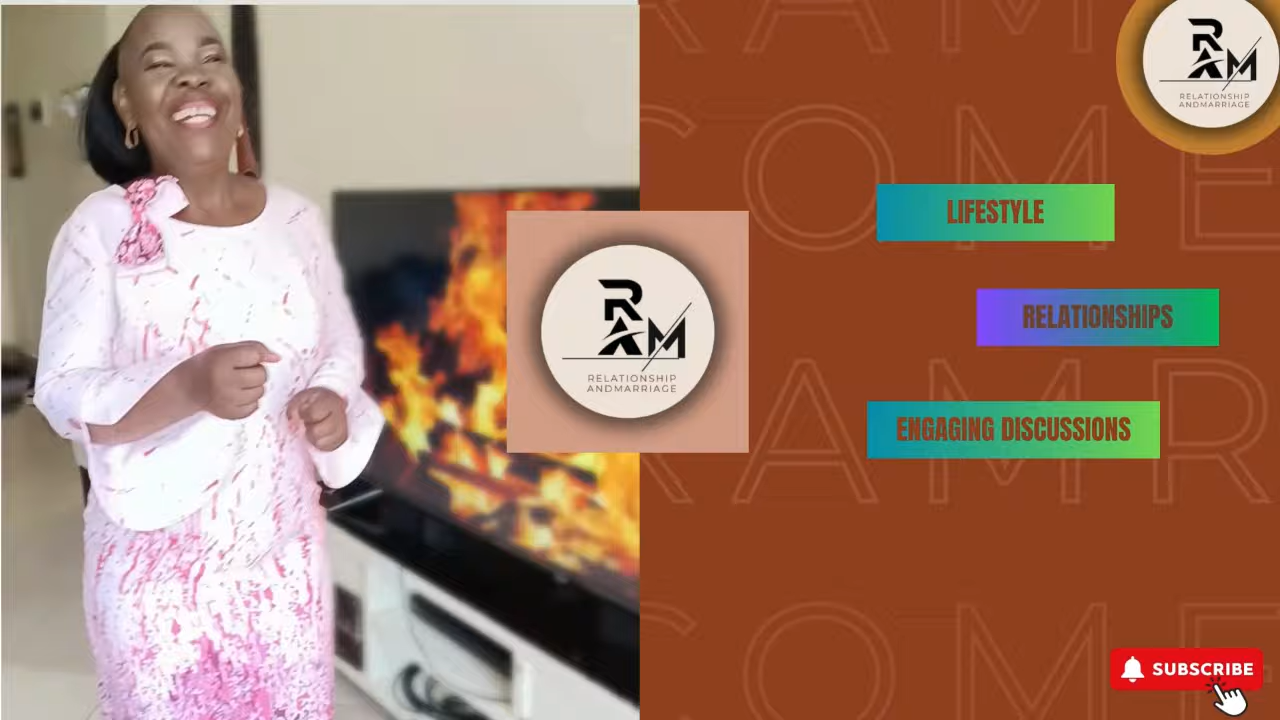 RAM
RELATIONSHIP
ANDMARRIAGE
LIFESTYLE
RELATIONSHIPS
RAM
RELATIONSHIP
ANDMARRIAGE
ENGAGING DISCUSSIONS
SUBSCRIBE